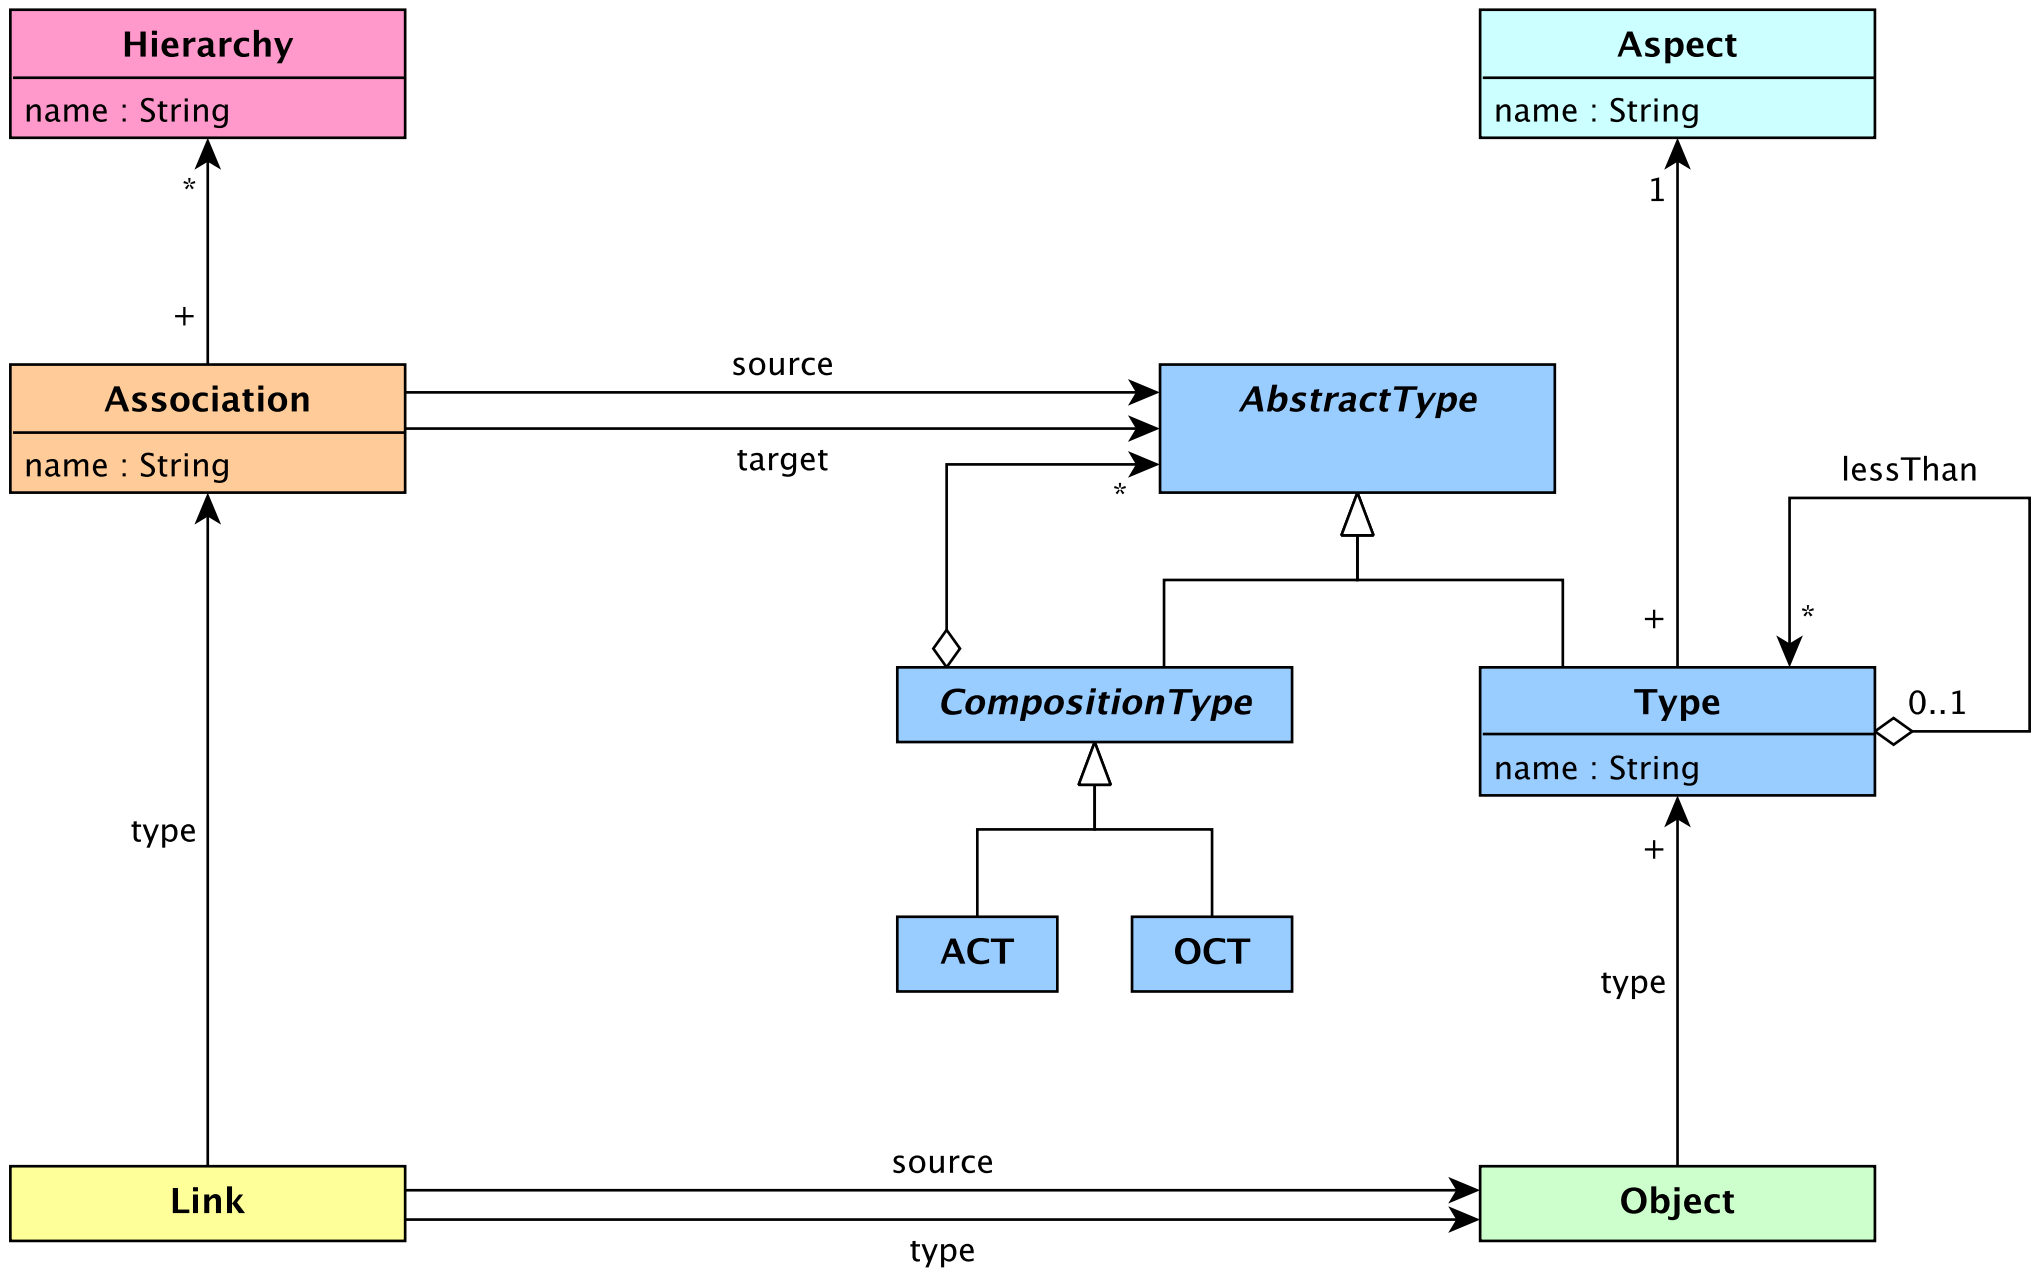 Hierarchy
name : String
Aspect
name : String
*
1
+
source
Association
name : String
AbstractType
target
*
lessThan
+
*
CompositionType
Type
name : String
0..1
type
+
ACT
OCT
type
source
Link
Object
type